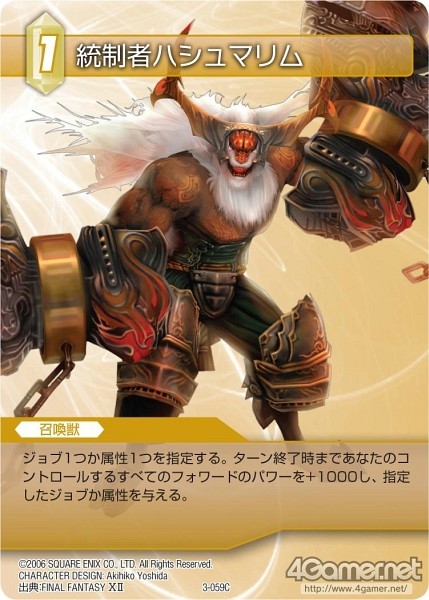 1
統制者ハシュマリム
召喚獣
ジョブ1つか属性1つを指定する。ターン終了時まであなたのコ
ントロールするすべてのフォワードのパワーを+1000し、指定
したジョブか属性を与える。
©2006 SQUARE ENIX CO., LTD. All Rights Reserved.
CHARACTER DESIGN: Akihiko Yoshida
出典:FINAL FANTASY XII
3-059C
4Gamer.net
http://www.4gamer.net/